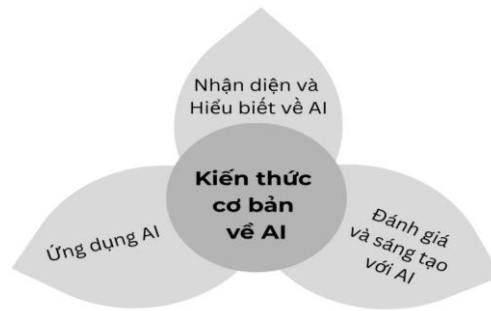 Nhận diện và
Hiểu biết về AI
Kiến thức
cơ bản
về AI
Ứng dụng AI
Đánh giá
và sáng tạo
với AI